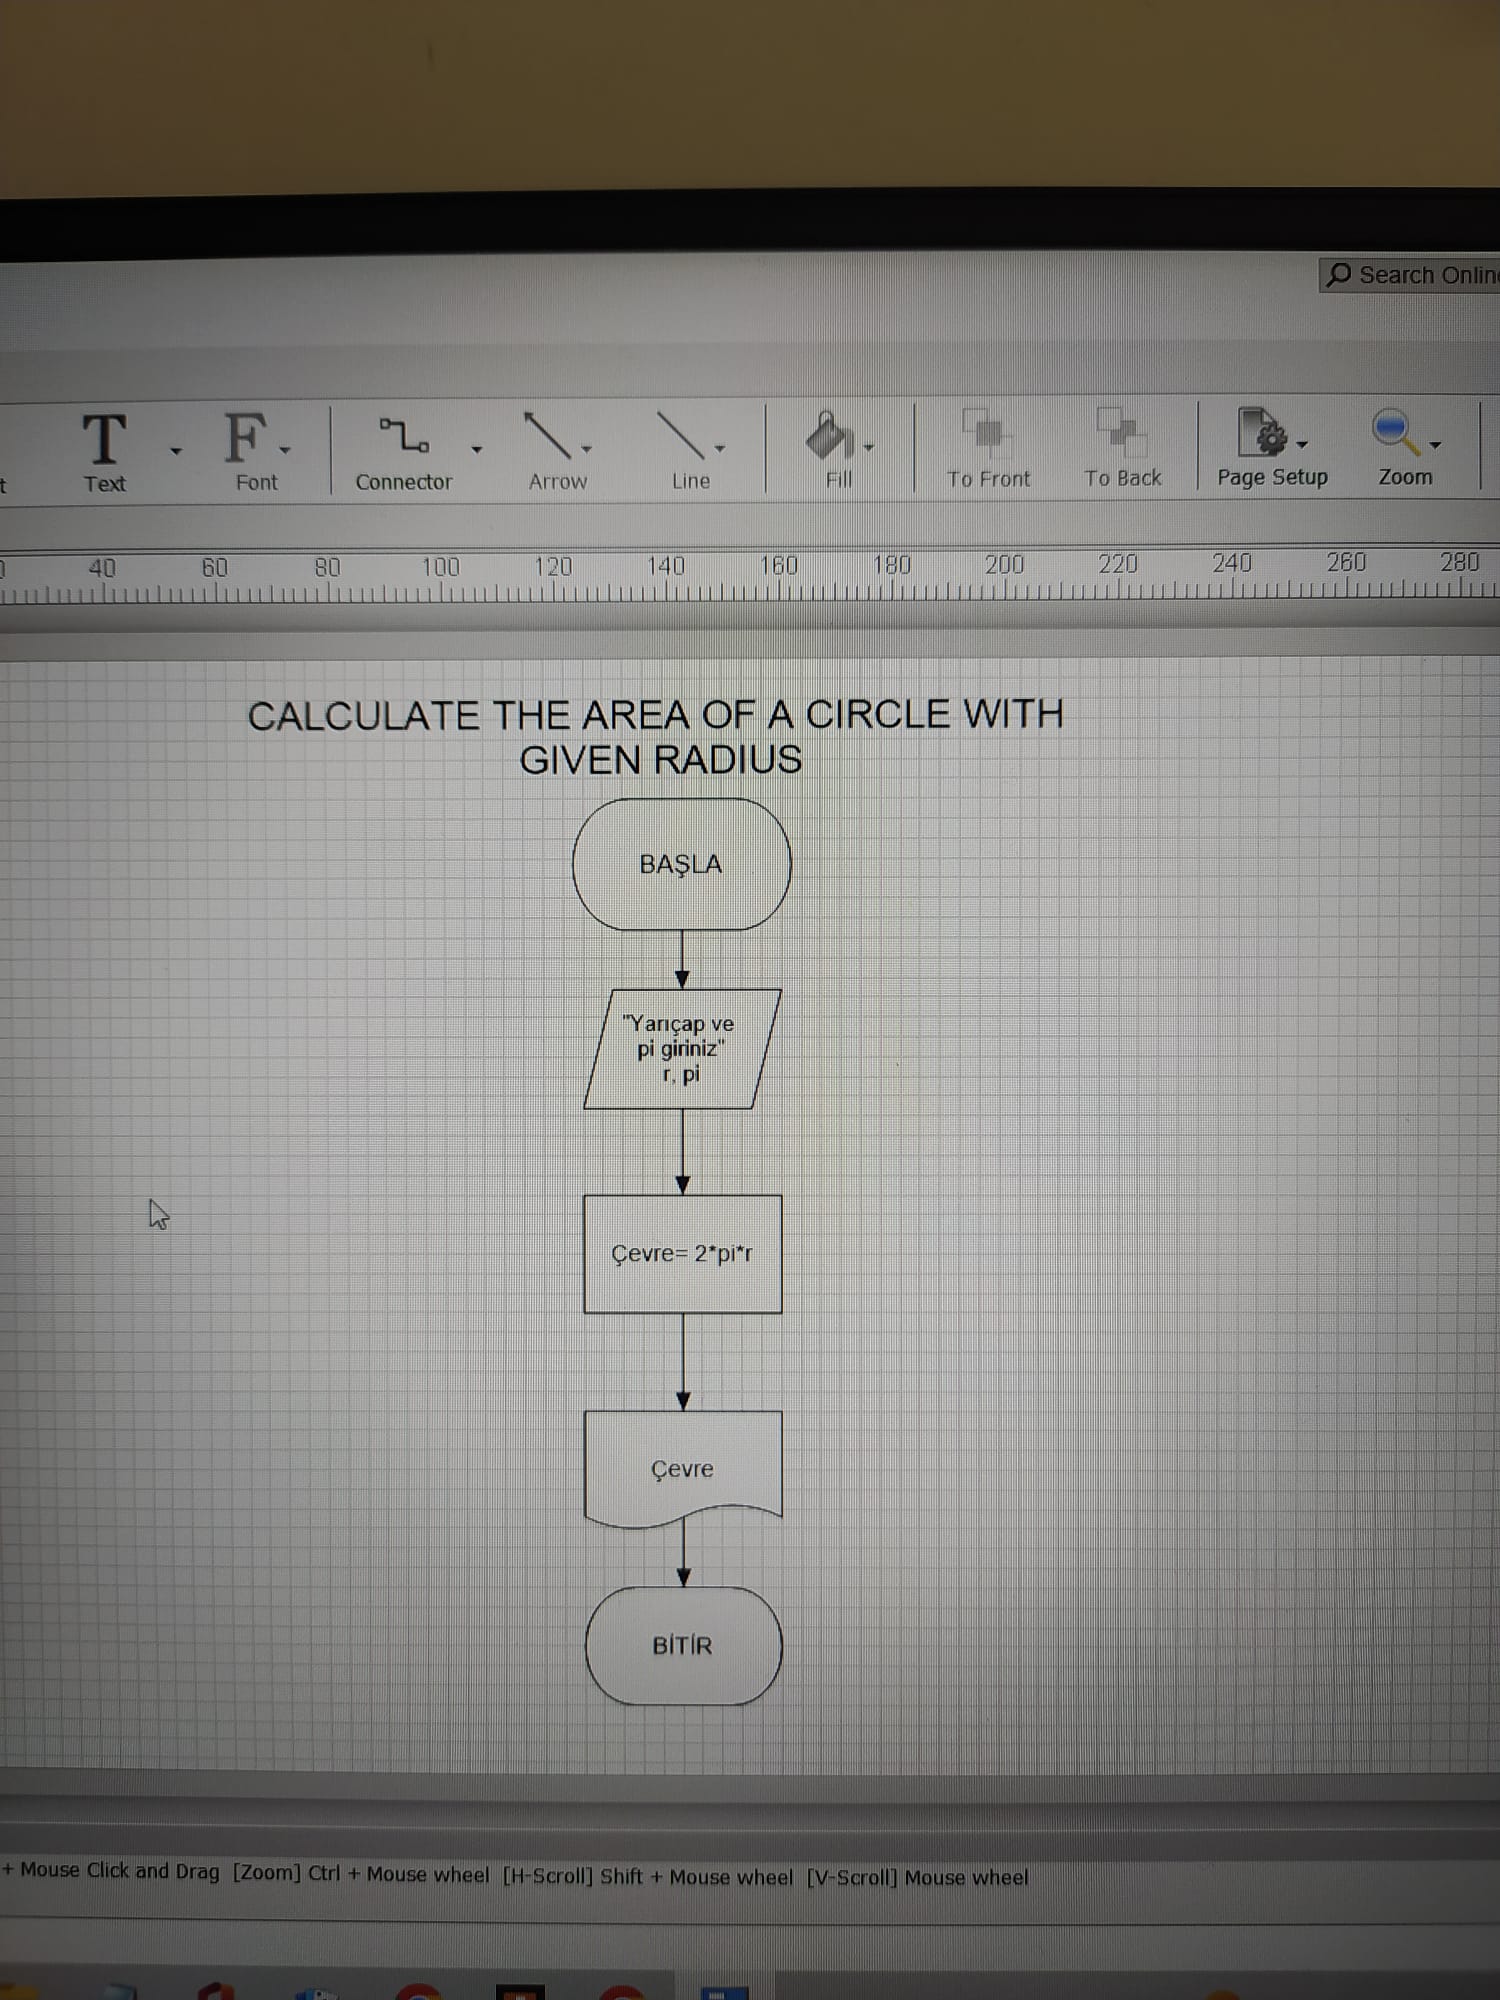 Search Onlin
t
Text
Font
Connector
Arrow
Line
Fill
To Front
To Back
Page Setup
Zoom
40 60 80 100 120 140 160 180 200 220 240 260 280
CALCULATE THE AREA OF A CIRCLE WITH
GIVEN RADIUS
BAŞLA
"Yarıçap ve
pi giriniz"
r, pi
Çevre= 2*pi*r
Çevre
BİTİR
+ Mouse Click and Drag [Zoom] Ctrl + Mouse wheel [H-Scroll] Shift + Mouse wheel [V-Scroll] Mouse wheel